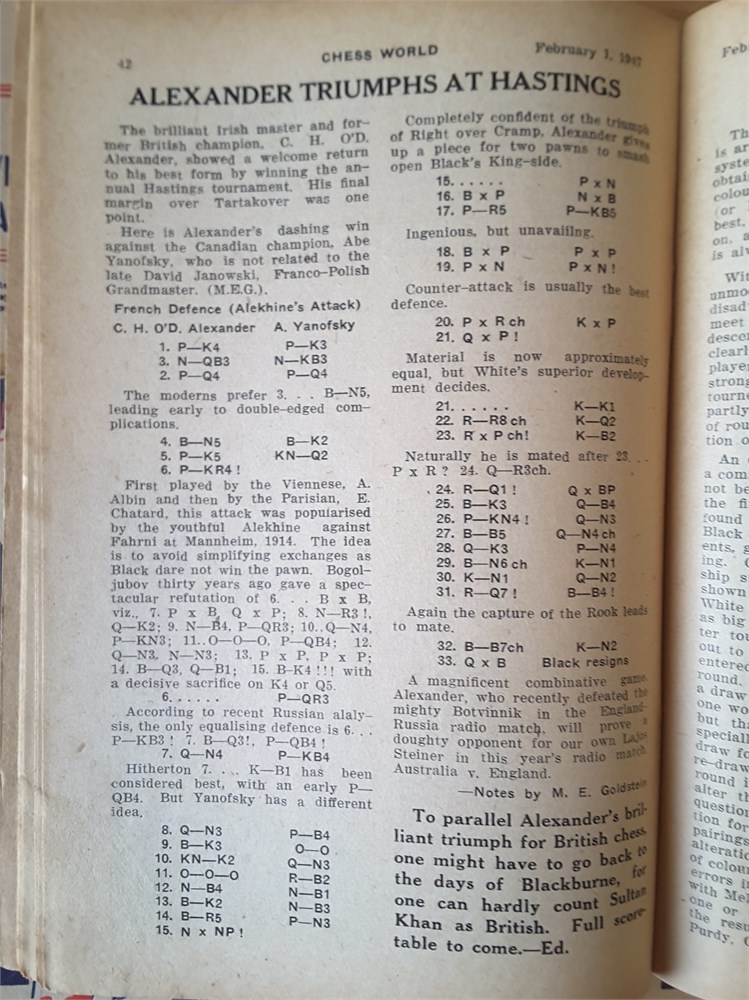 42
CHESS WORLD
February 1, 1947
ALEXANDER TRIUMPHS AT HASTINGS
The brilliant Irish master and for-
mer British champion, C. H. O'D.
Alexander, showed a welcome return
to his best form by winning the an-
nual Hastings tournament. His final
margin over Tartakover was one
point.
Here is Alexander's dashing win
against the Canadian champion, Abe
Yanofsky, who is not related to the
late David Janowski, Franco-Polish
Grandmaster. (M.E.G.).
French Defence (Alekhine's Attack)
C. H. O'D. Alexander A. Yanofsky
1. P—K4 P—K3
3. N—QB3 N—KB3
2. P—Q4 P—Q4
The moderns prefer 3. . . B—N5,
leading early to double-edged com-
plications.
4. B—N5 B—K2
5. P—K5 KN—Q2
6. P—KR4!
First played by the Viennese, A.
Albin and then by the Parisian, E.
Chatard, this attack was popularised
by the youthful Alekhine against
Fahrni at Mannheim, 1914. The idea
is to avoid simplifying exchanges as
Black dare not win the pawn. Bogol-
jubov thirty years ago gave a spec-
tacular refutation of 6. . . B x B,
viz., 7. P x B, Q x P; 8. N—R3!,
Q—K2; 9. N—B4, P—QR3; 10..Q—N4,
P—KN3; 11..O—O—O, P—QB4; 12.
Q—N3, N—N3; 13. P x P, P x P;
14. B—Q3, Q—B1; 15. B-K4!!! with
a decisive sacrifice on K4 or Q5.
6. . . . . . P—QR3
According to recent Russian alaly-
sis, the only equalising defence is 6. . .
P—KB3! 7. B—Q3!, P—QB4!
7. Q—N4 P—KB4
Hitherton 7. . . K—B1 has been
considered best, with an early P—
QB4. But Yanofsky has a different
idea.
8. Q—N3 P—B4
9. B—K3 O—O
10. KN—K2 Q—N3
11. O—O—O R—B2
12. N—B4 N—B1
13. B—K2 N—B3
14. B—R5 P—N3
15. N x NP!
Completely confident of the triumph
of Right over Cramp, Alexander gives
up a piece for two pawns to smash
open Black's King-side.
15. . . . . . P x N
16. B x P N x B
17. P—R5 P—KB5
Ingenious, but unavailing.
18. B x P P x P
19. P x N P x N!
Counter-attack is usually the best
defence.
20. P x R ch K x P
21. Q x P!
Material is now approximately
equal, but White's superior develop-
ment decides.
21. . . . . . K—K1
22. R—R8 ch K—Q2
23. R x P ch! K—B2
Naturally he is mated after 23. . .
P x R? 24. Q—R3ch.
24. R—Q1! Q x BP
25. B—K3 Q—B4
26. P—KN4! Q—N3
27. B—B5 Q—N4 ch
28. Q—K3 P—N4
29. B—N6 ch K—N1
30. K—N1 Q—N2
31. R—Q7! B—B4!
Again the capture of the Rook leads
to mate.
32. B—B7ch K—N2
33. Q x B Black resigns
A magnificent combinative game.
Alexander, who recently defeated the
mighty Botvinnik in the England-
Russia radio match, will prove a
doughty opponent for our own Lajos
Steiner in this year's radio match
Australia v. England.
—Notes by M. E. Goldstein
To parallel Alexander's bril-
liant triumph for British chess,
one might have to go back to
the days of Blackburne, for
one can hardly count Sultan
Khan as British. Full score-
table to come.—Ed.